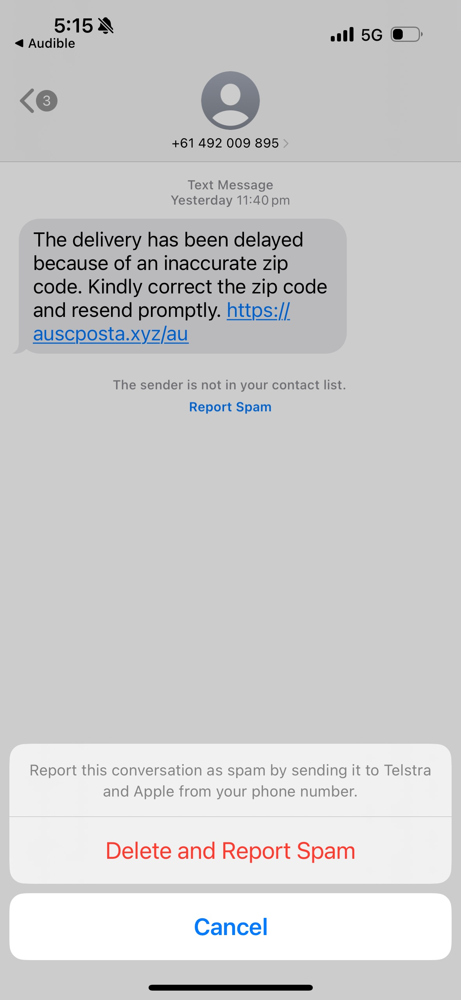 5:15
Audible
5G
3
+61 492 009 895
Text Message
Yesterday 11:40 pm
The delivery has been delayed
because of an inaccurate zip
code. Kindly correct the zip code
and resend promptly. https://
auscposta.xyz/au
The sender is not in your contact list.
Report Spam
Report this conversation as spam by sending it to Telstra
and Apple from your phone number.
Delete and Report Spam
Cancel